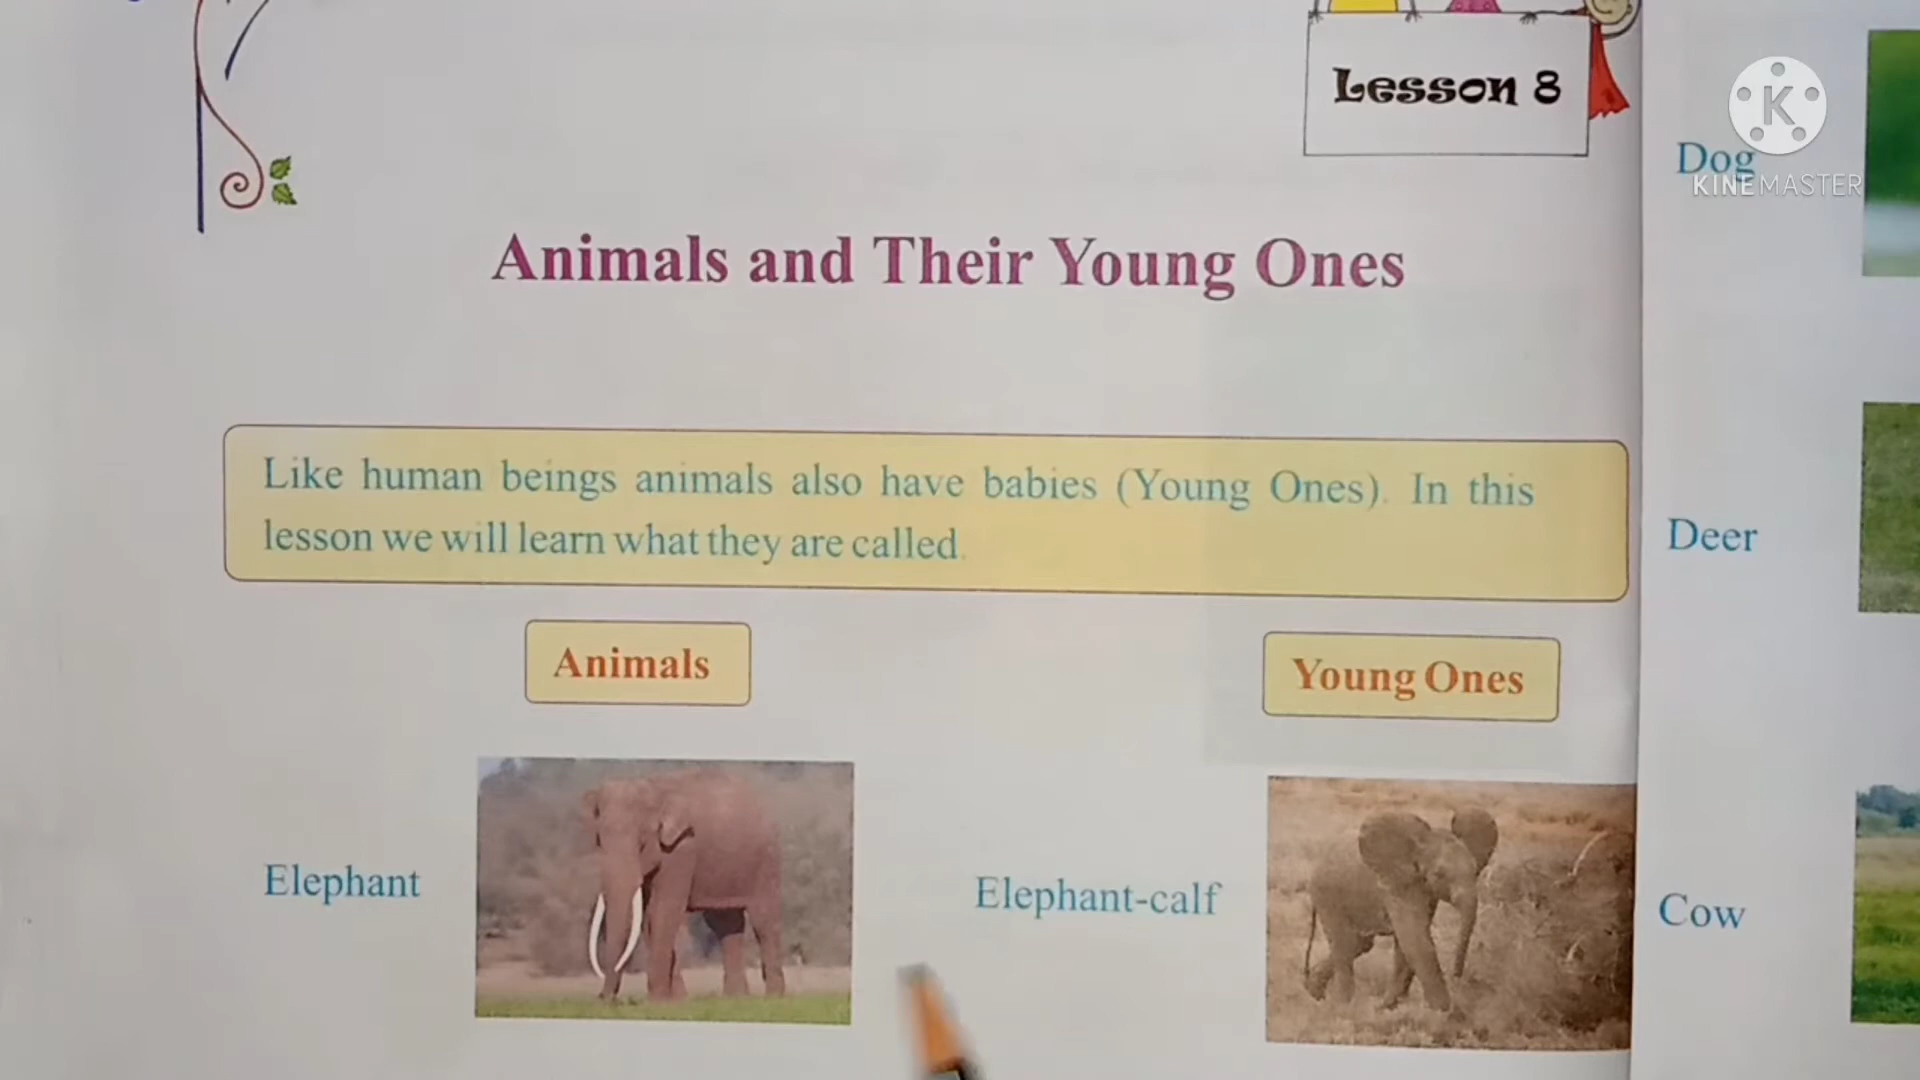 Lesson 8
Animals and Their Young Ones
Like human beings animals also have babies (Young Ones). In this
lesson we will learn what they are called.
Animals
Young Ones
Elephant
Elephant-calf
Dog
Deer
Cow
K
KINEMASTER